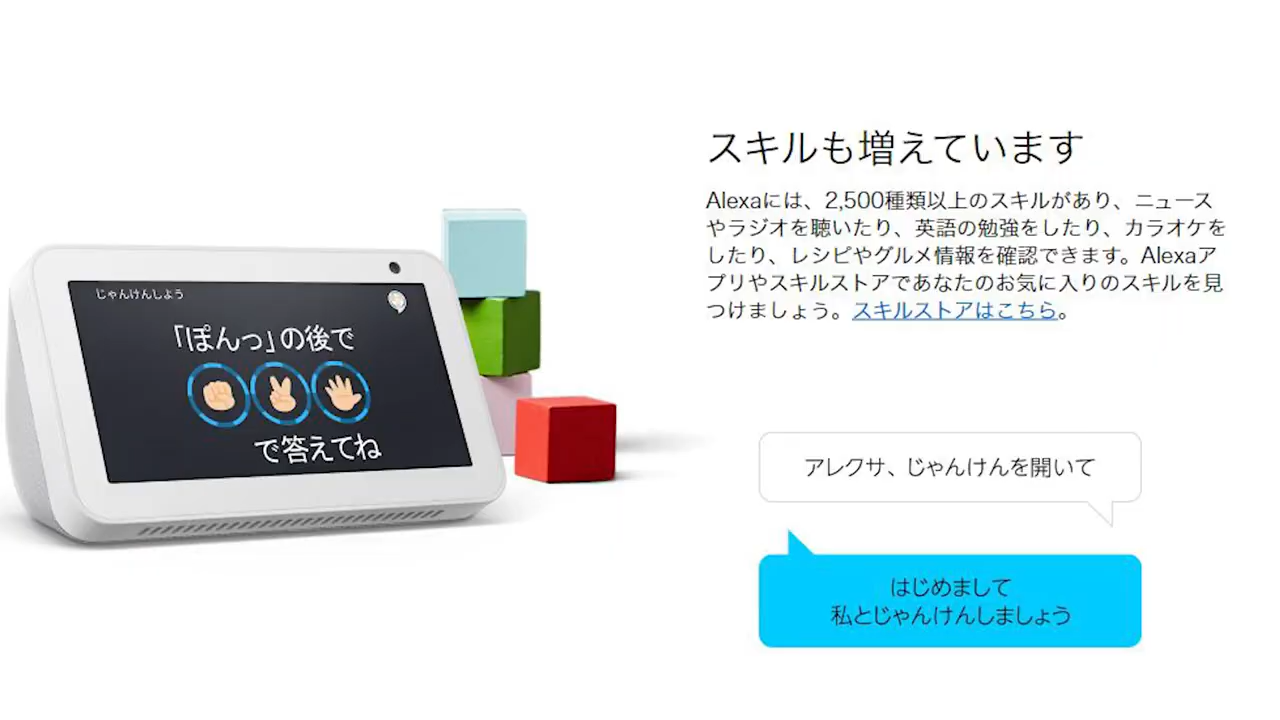 じゃんけんしよう
「ぽんっ」の後で
で答えてね
スキルも増えています
Alexaには、2,500種類以上のスキルがあり、ニュース
やラジオを聴いたり、英語の勉強をしたり、カラオケを
したり、レシピやグルメ情報を確認できます。Alexaア
プリやスキルストアであなたのお気に入りのスキルを見
つけましょう。スキルストアはこちら。
アレクサ、じゃんけんを開いて
はじめまして
私とじゃんけんしましょう